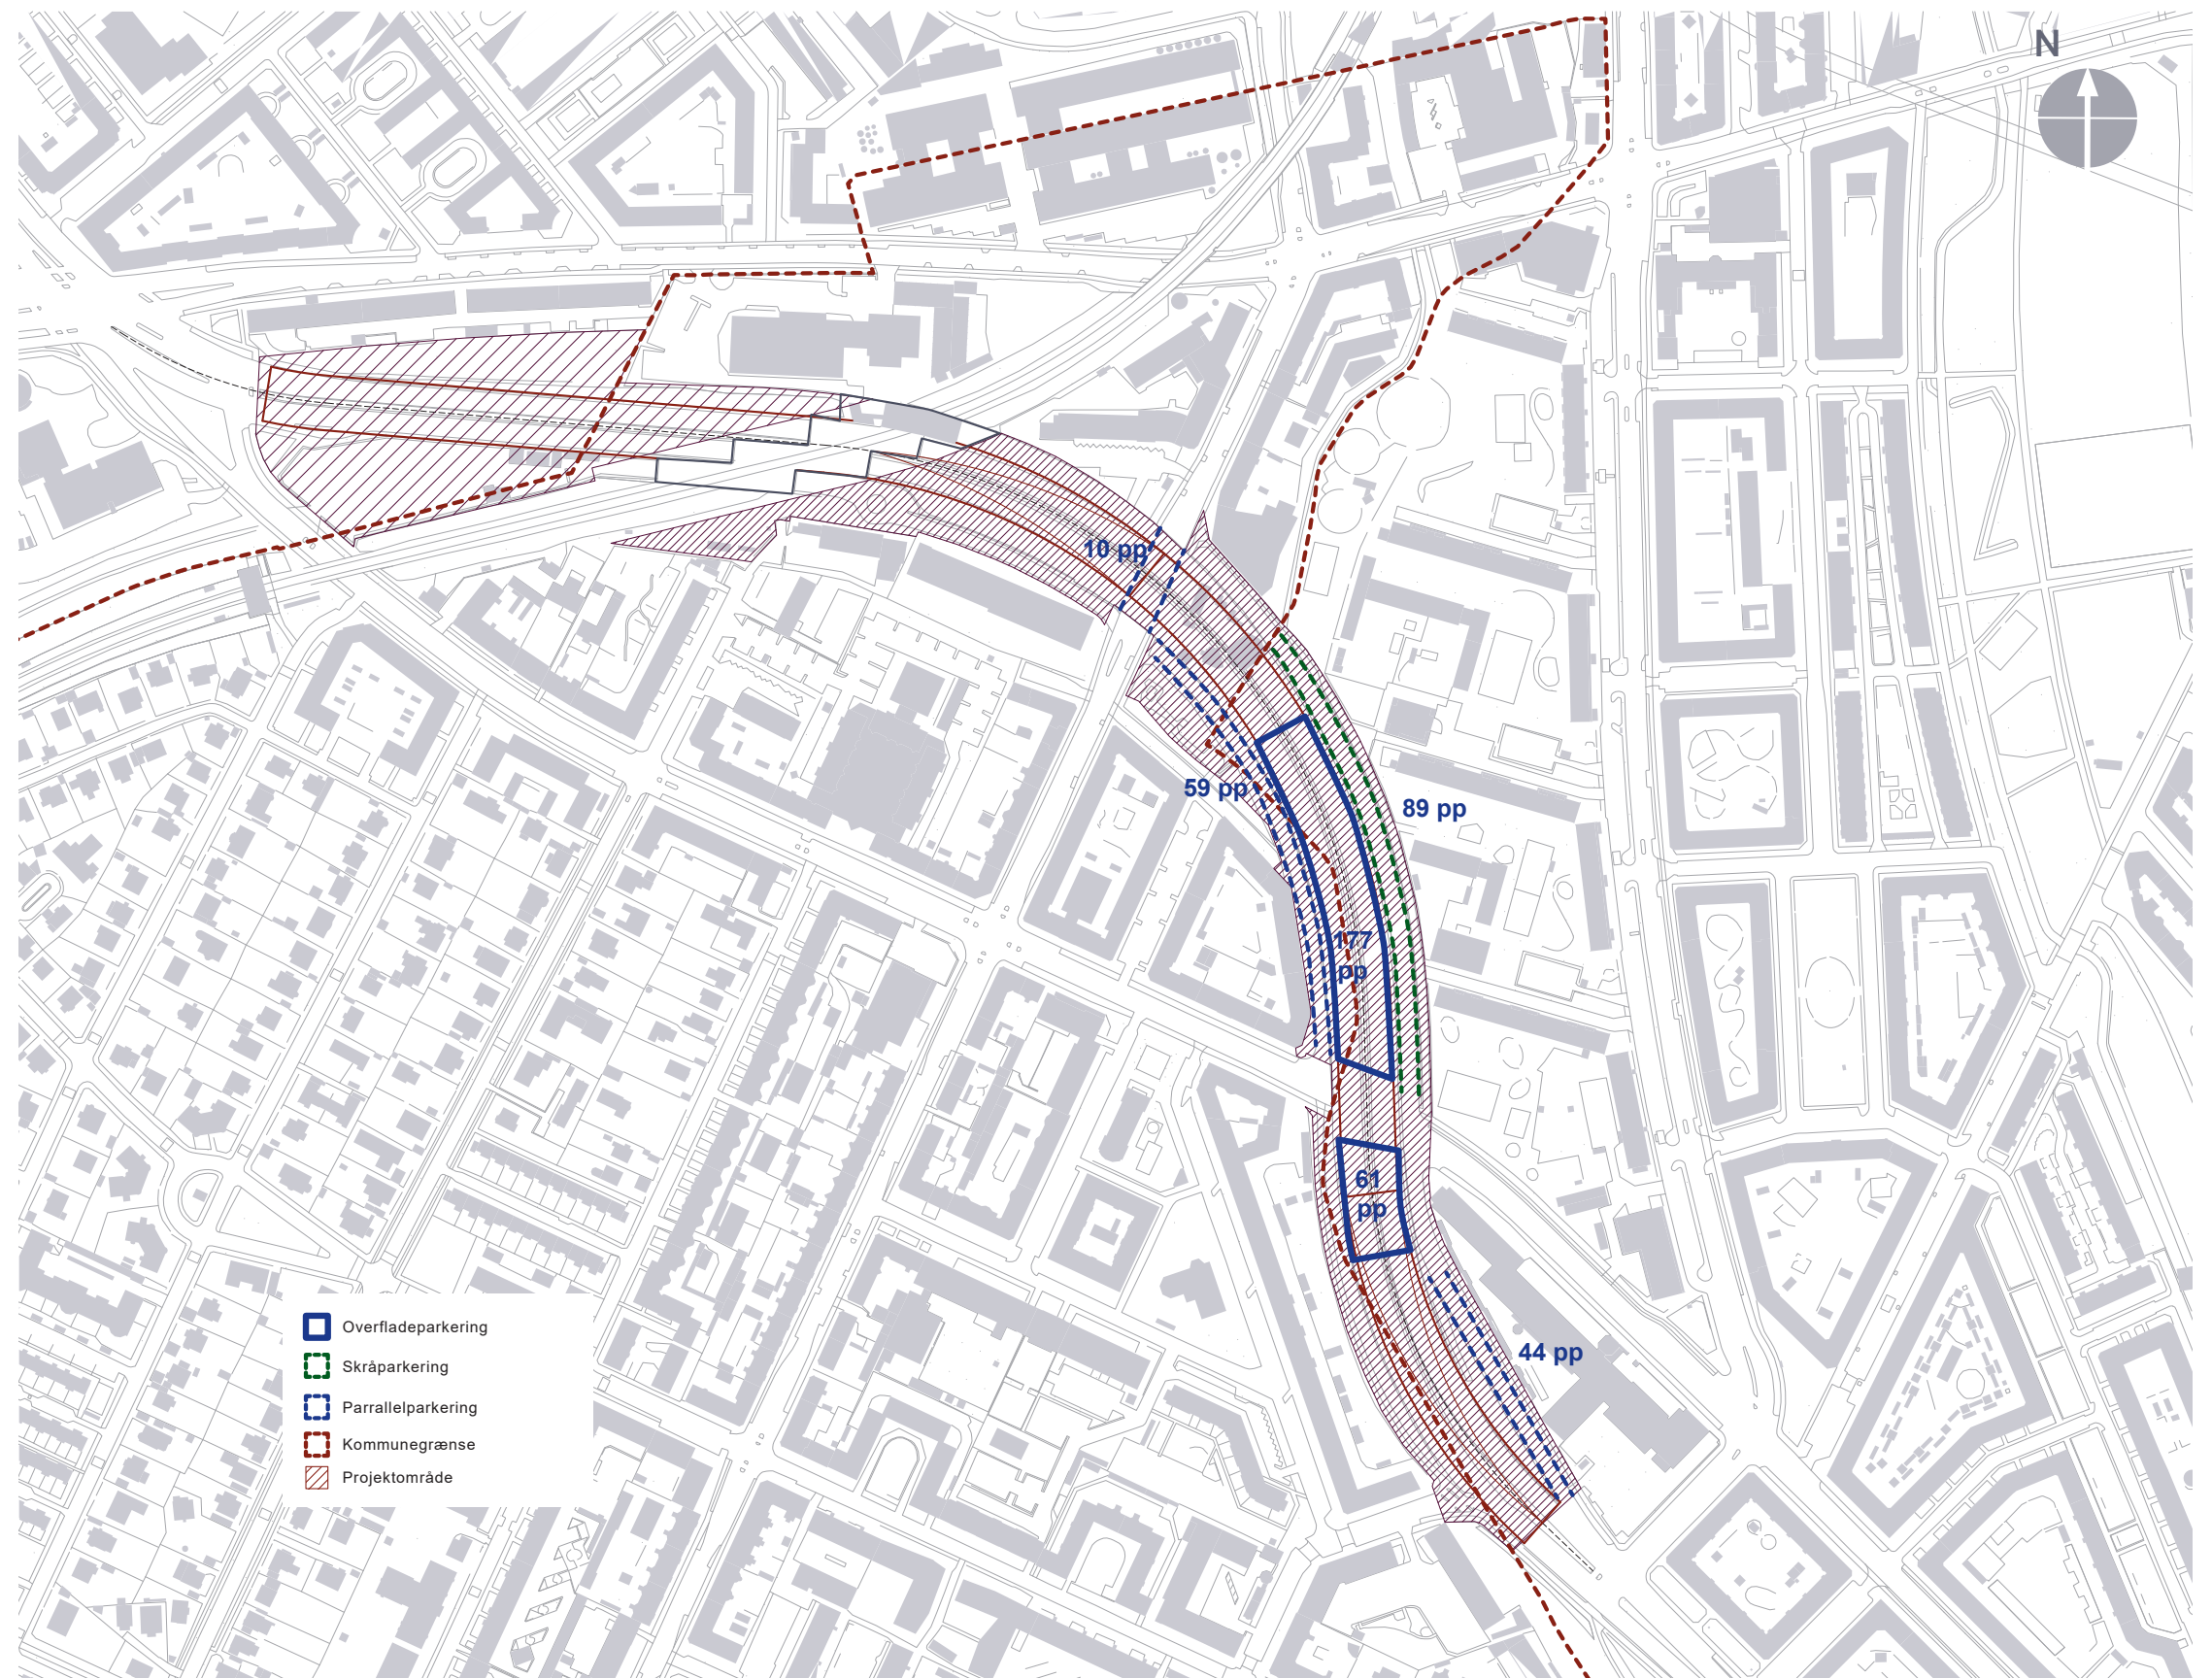 N
10 pp
59 pp
89 pp
177
pp
61
pp
44 pp
Overfladeparkering
Skråparkering
Parrallelparkering
Kommunegrænse
Projektområde